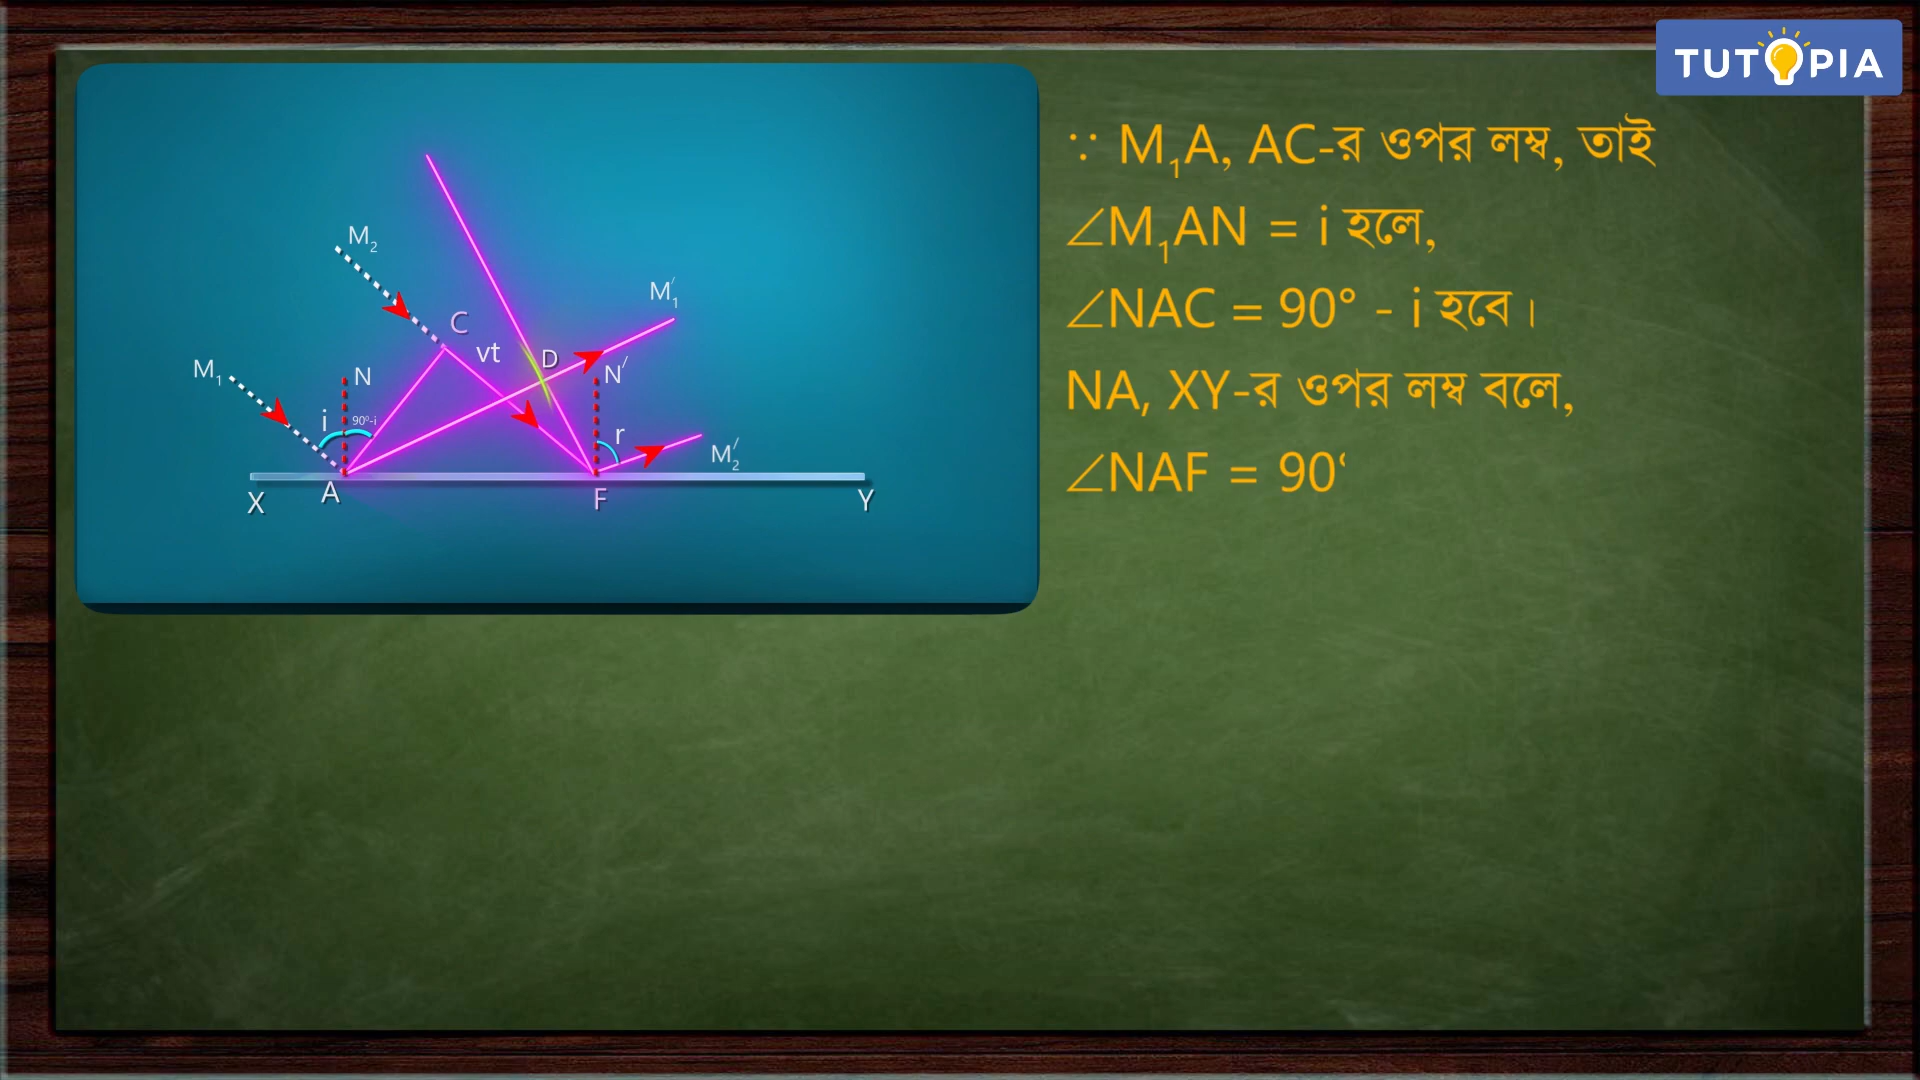 TUTOPIA
∵ M₁A, AC-র ওপর লম্ব, তাই
∠M₁AN = i হলে,
∠NAC = 90° - i হবে।
NA, XY-র ওপর লম্ব বলে,
∠NAF = 90°
M₂
C
vt
M₁′
D
N′
M₁
N
i
90⁰-i
r
M₂′
X
A
F
Y